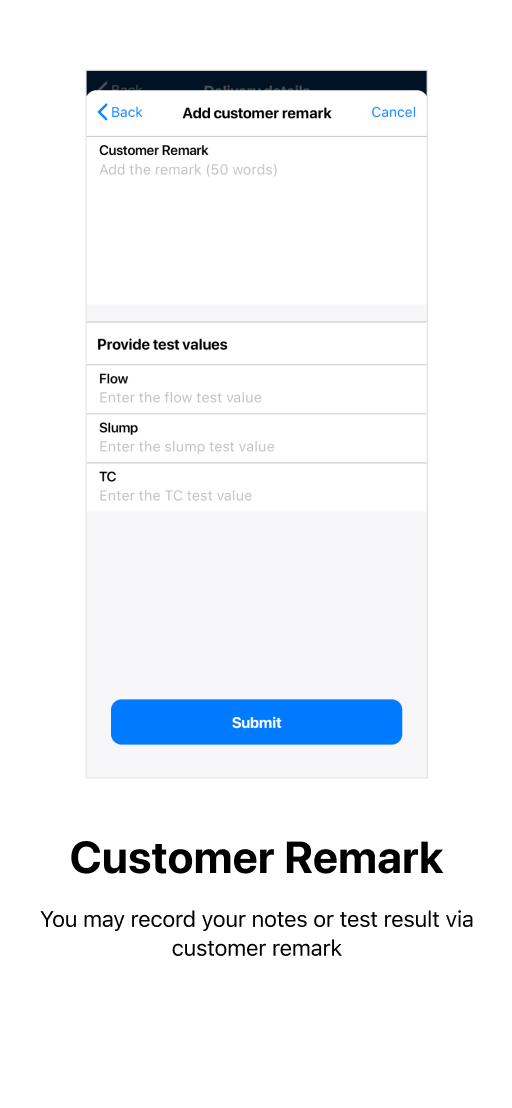 Back
Delivery details
Back
Add customer remark
Cancel
Customer Remark
Add the remark (50 words)
Provide test values
Flow
Enter the flow test value
Slump
Enter the slump test value
TC
Enter the TC test value
Submit
Customer Remark
You may record your notes or test result via
customer remark